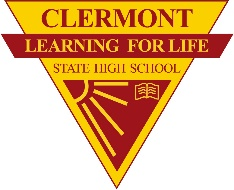 CLERMONT
LEARNING FOR LIFE
STATE HIGH SCHOOL